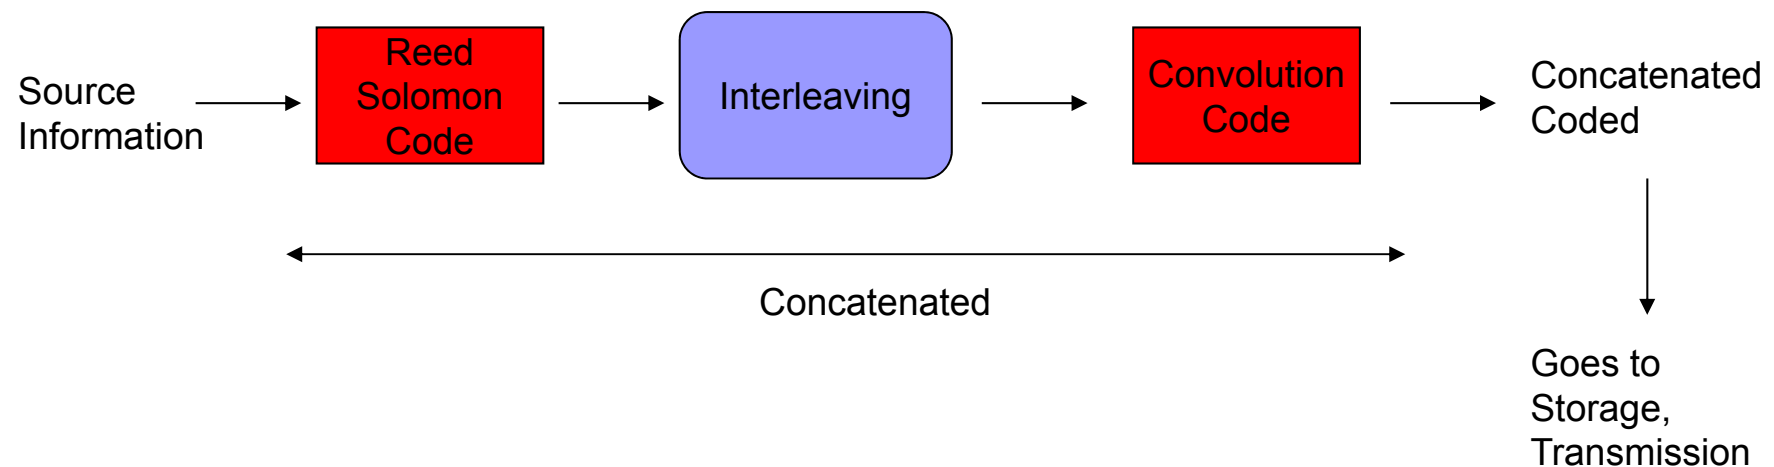 Source
Information
Reed
Solomon
Code
Interleaving
Convolution
Code
Concatenated
Coded
Concatenated
Goes to
Storage,
Transmission